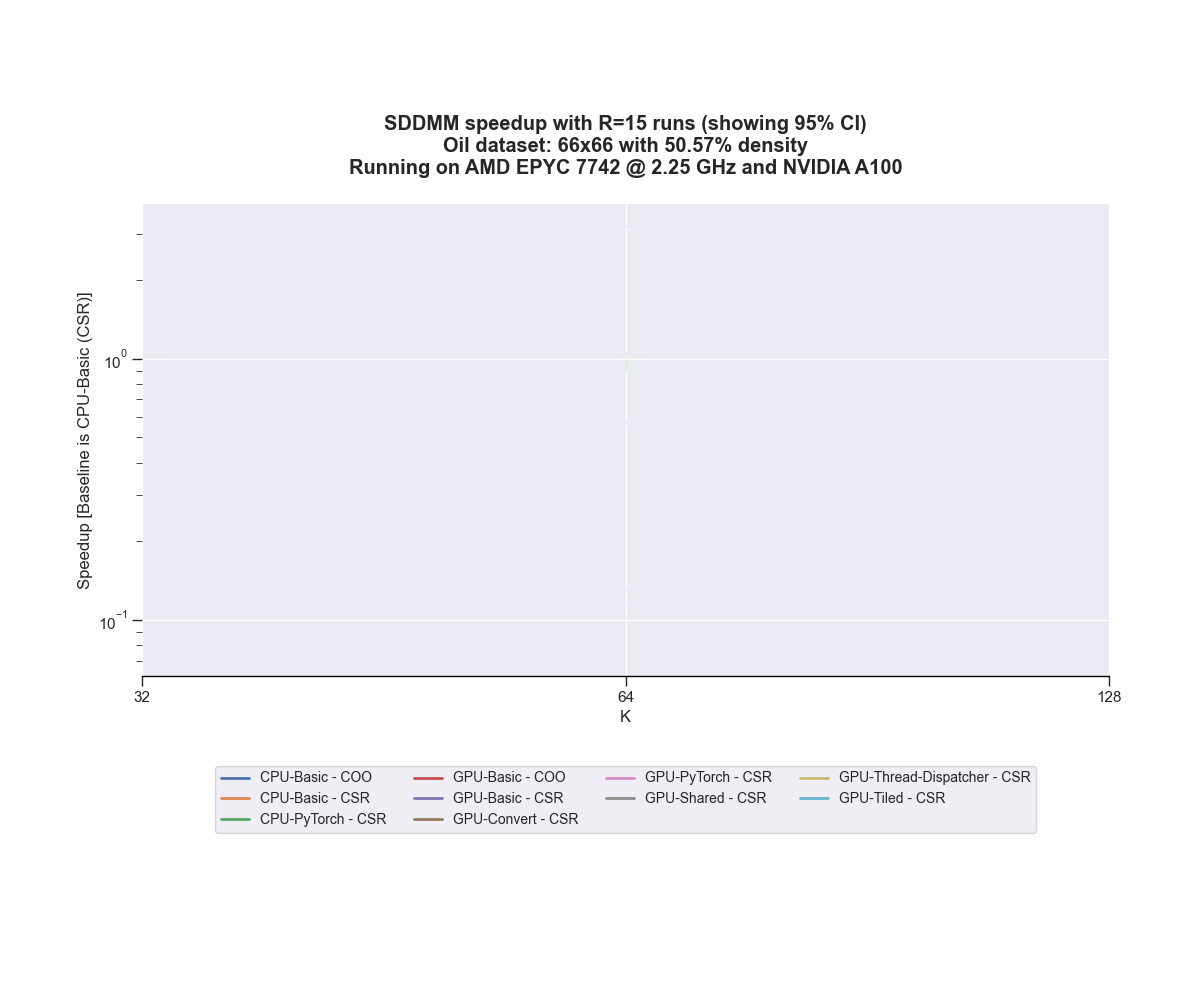 SDDMM speedup with R=15 runs (showing 95% CI)
Oil dataset: 66x66 with 50.57% density
Running on AMD EPYC 7742 @ 2.25 GHz and NVIDIA A100
Speedup [Baseline is CPU-Basic (CSR)]
10⁰
10⁻¹
32 64 128
K
CPU-Basic - COO GPU-Basic - COO GPU-PyTorch - CSR GPU-Thread-Dispatcher - CSR
CPU-Basic - CSR GPU-Basic - CSR GPU-Shared - CSR GPU-Tiled - CSR
CPU-PyTorch - CSR GPU-Convert - CSR